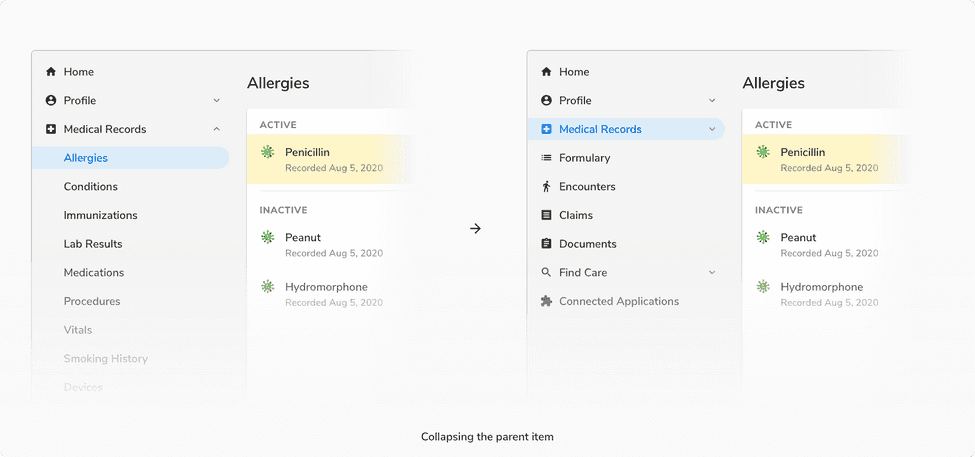 Home
Profile
Medical Records
Allergies
Conditions
Immunizations
Lab Results
Medications
Procedures
Vitals
Smoking History
Devices
Allergies
ACTIVE
Penicillin
Recorded Aug 5, 2020
INACTIVE
Peanut
Recorded Aug 5, 2020
Hydromorphone
Recorded Aug 5, 2020
Home
Profile
Medical Records
Formulary
Encounters
Claims
Documents
Find Care
Connected Applications
Allergies
ACTIVE
Penicillin
Recorded Aug 5, 2020
INACTIVE
Peanut
Recorded Aug 5, 2020
Hydromorphone
Recorded Aug 5, 2020
Collapsing the parent item